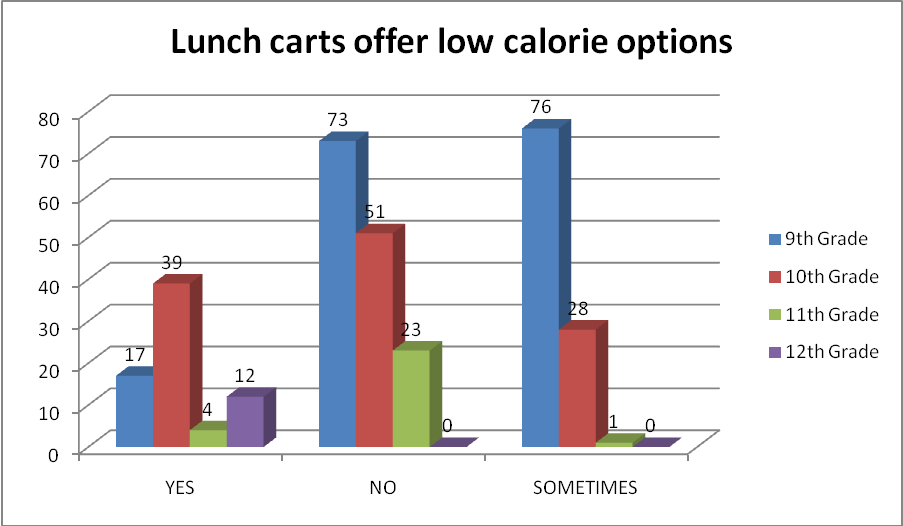 Lunch carts offer low calorie options
80
70
60
50
40
30
20
10
0
17
39
4
12
73
51
23
0
76
28
1
0
YES
NO
SOMETIMES
9th Grade
10th Grade
11th Grade
12th Grade